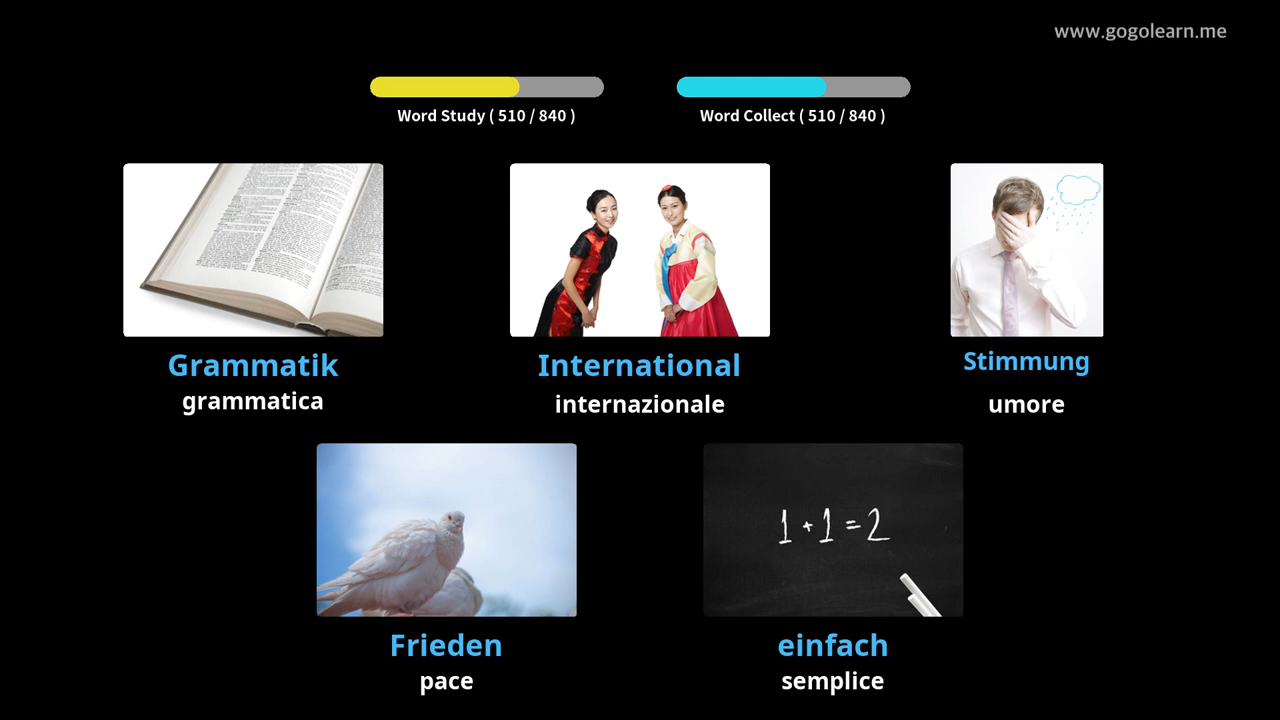 www.gogolearn.me
Word Study ( 510 / 840 )
Word Collect ( 510 / 840 )
Grammatik
grammatica
International
internazionale
Stimmung
umore
1 + 1 = 2
Frieden
pace
einfach
semplice